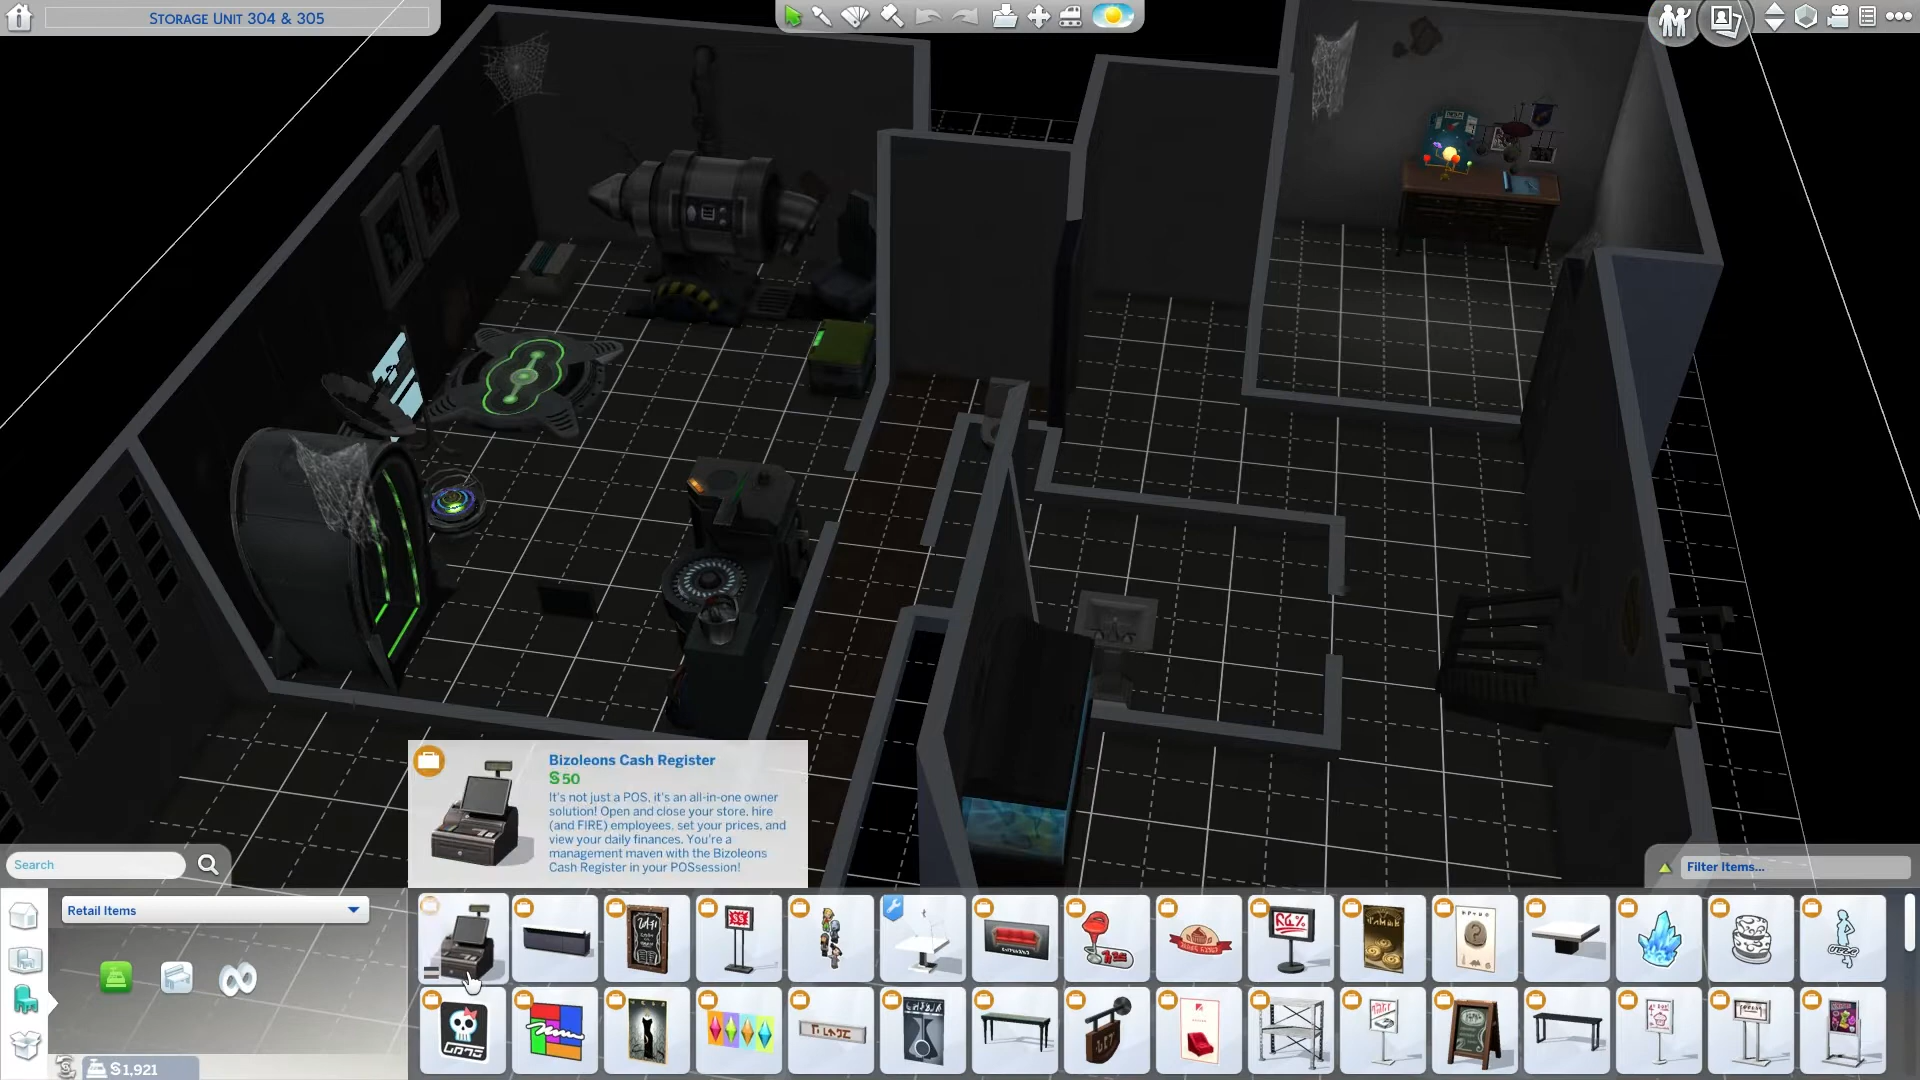 Storage Unit 304 & 305
Bizoleons Cash Register
§50
It's not just a POS, it's an all-in-one owner
solution! Open and close your store, hire
(and FIRE) employees, set your prices, and
view your daily finances. You're a
management maven with the Bizoleons
Cash Register in your POSsession!
Search
Filter Items...
Retail Items
§1,921